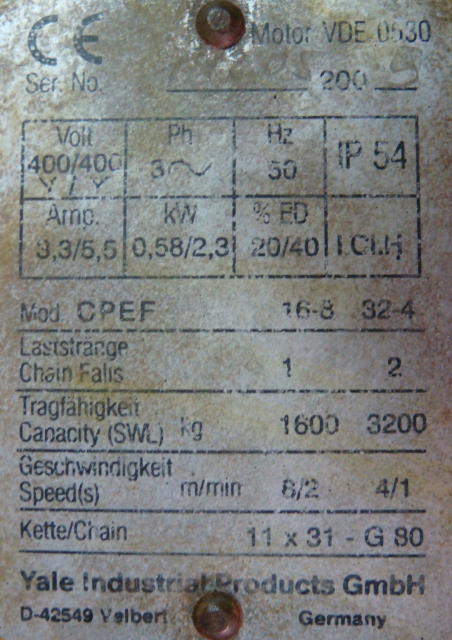 CE Motor VDE 0530
Ser. No. 200
Volt Ph Hz IP 54
400/400 3~ 50
Y / Y
Amp. kW % ED I.Cl.H
3,3/5,5 0,58/2,3 20/40
Mod. CPEF 16-8 32-4
Laststränge
Chain Falls 1 2
Tragfähigkeit
Capacity (SWL) kg 1600 3200
Geschwindigkeit
Speed(s) m/min 8/2 4/1
Kette/Chain 11 x 31 - G 80
Yale Industrial Products GmbH
D-42549 Velbert Germany